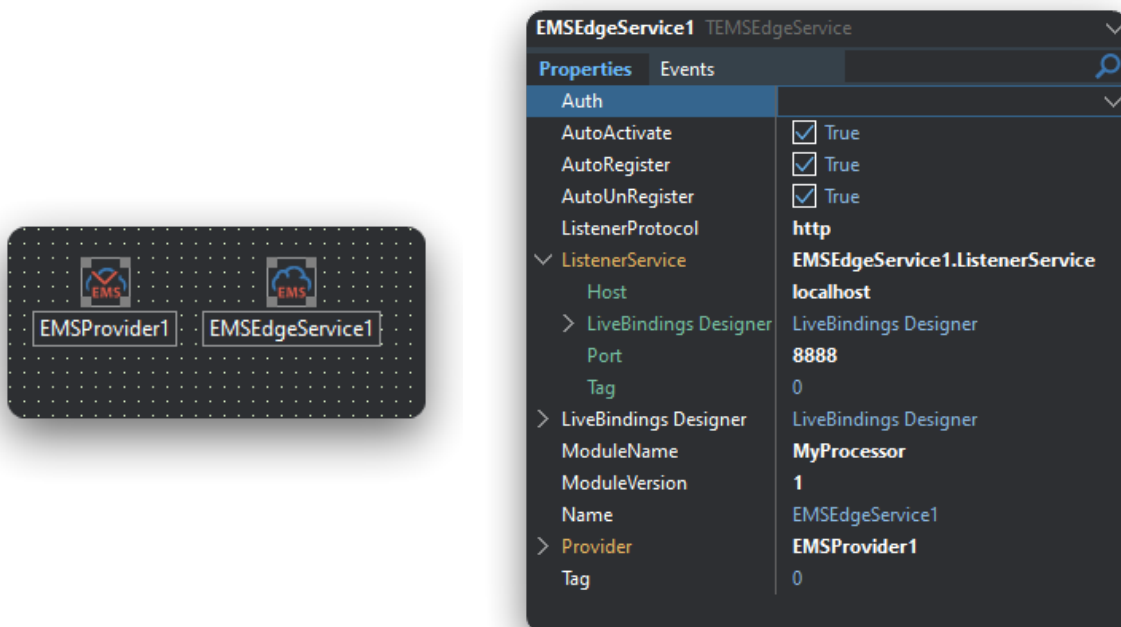 EMS
EMS
EMSProvider1
EMSEdgeService1
EMSEdgeService1 TEMSEdgeService
Properties Events
Auth
AutoActivate True
AutoRegister True
AutoUnRegister True
ListenerProtocol http
ListenerService EMSEdgeService1.ListenerService
Host localhost
LiveBindings Designer LiveBindings Designer
Port 8888
Tag 0
LiveBindings Designer LiveBindings Designer
ModuleName MyProcessor
ModuleVersion 1
Name EMSEdgeService1
Provider EMSProvider1
Tag 0